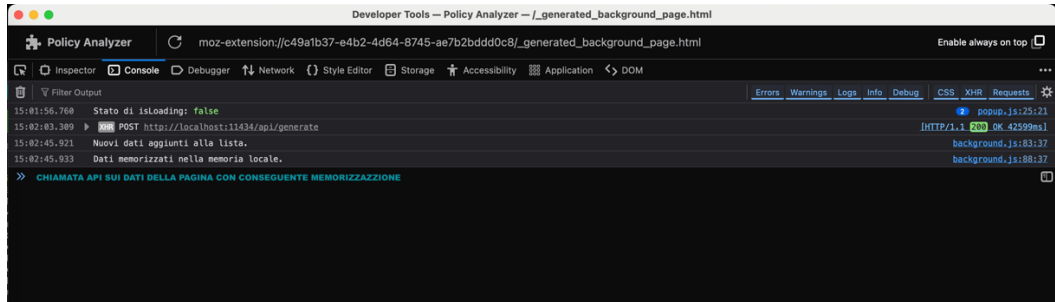 Developer Tools — Policy Analyzer — /_generated_background_page.html
Policy Analyzer moz-extension://c49a1b37-e4b2-4d64-8745-ae7b2bddd0c8/_generated_background_page.html Enable always on top
Inspector Console Debugger Network {} Style Editor Storage Accessibility Application DOM
Filter Output Errors Warnings Logs Info Debug CSS XHR Requests
15:01:56.760 Stato di isLoading: false 2 popup.js:25:21
15:02:03.309 XHR POST http://localhost:11434/api/generate [HTTP/1.1 200 OK 42599ms]
15:02:45.921 Nuovi dati aggiunti alla lista. background.js:83:37
15:02:45.933 Dati memorizzati nella memoria locale. background.js:88:37
» CHIAMATA API SUI DATI DELLA PAGINA CON CONSEGUENTE MEMORIZZAZZIONE